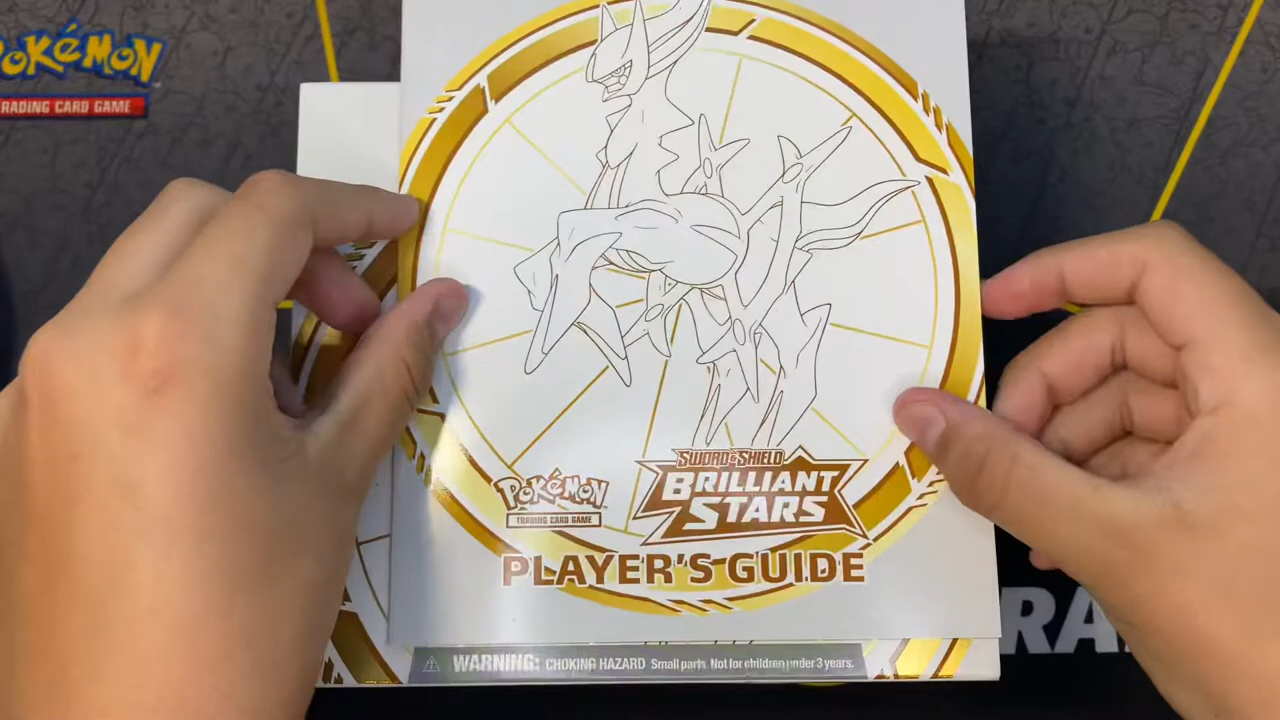 POKéMON
TRADING CARD GAME
SWORD & SHIELD
BRILLIANT
STARS
POKéMON
TRADING CARD GAME
PLAYER'S GUIDE
WARNING: CHOKING HAZARD Small parts. Not for children under 3 years.